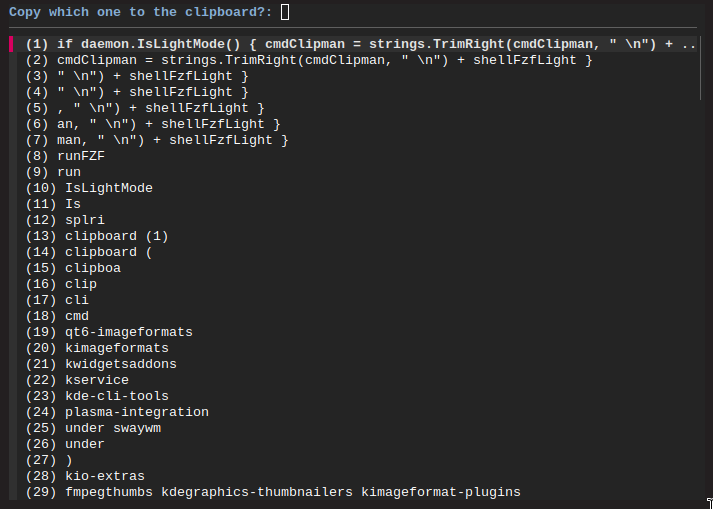 Copy which one to the clipboard?:
(1) if daemon.IsLightMode() { cmdClipman = strings.TrimRight(cmdClipman, " \n") + ..
(2) cmdClipman = strings.TrimRight(cmdClipman, " \n") + shellFzfLight }
(3) " \n") + shellFzfLight }
(4) " \n") + shellFzfLight }
(5) , " \n") + shellFzfLight }
(6) an, " \n") + shellFzfLight }
(7) man, " \n") + shellFzfLight }
(8) runFZF
(9) run
(10) IsLightMode
(11) Is
(12) splri
(13) clipboard (1)
(14) clipboard (
(15) clipboa
(16) clip
(17) cli
(18) cmd
(19) qt6-imageformats
(20) kimageformats
(21) kwidgetsaddons
(22) kservice
(23) kde-cli-tools
(24) plasma-integration
(25) under swaywm
(26) under
(27) )
(28) kio-extras
(29) fmpegthumbs kdegraphics-thumbnailers kimageformat-plugins